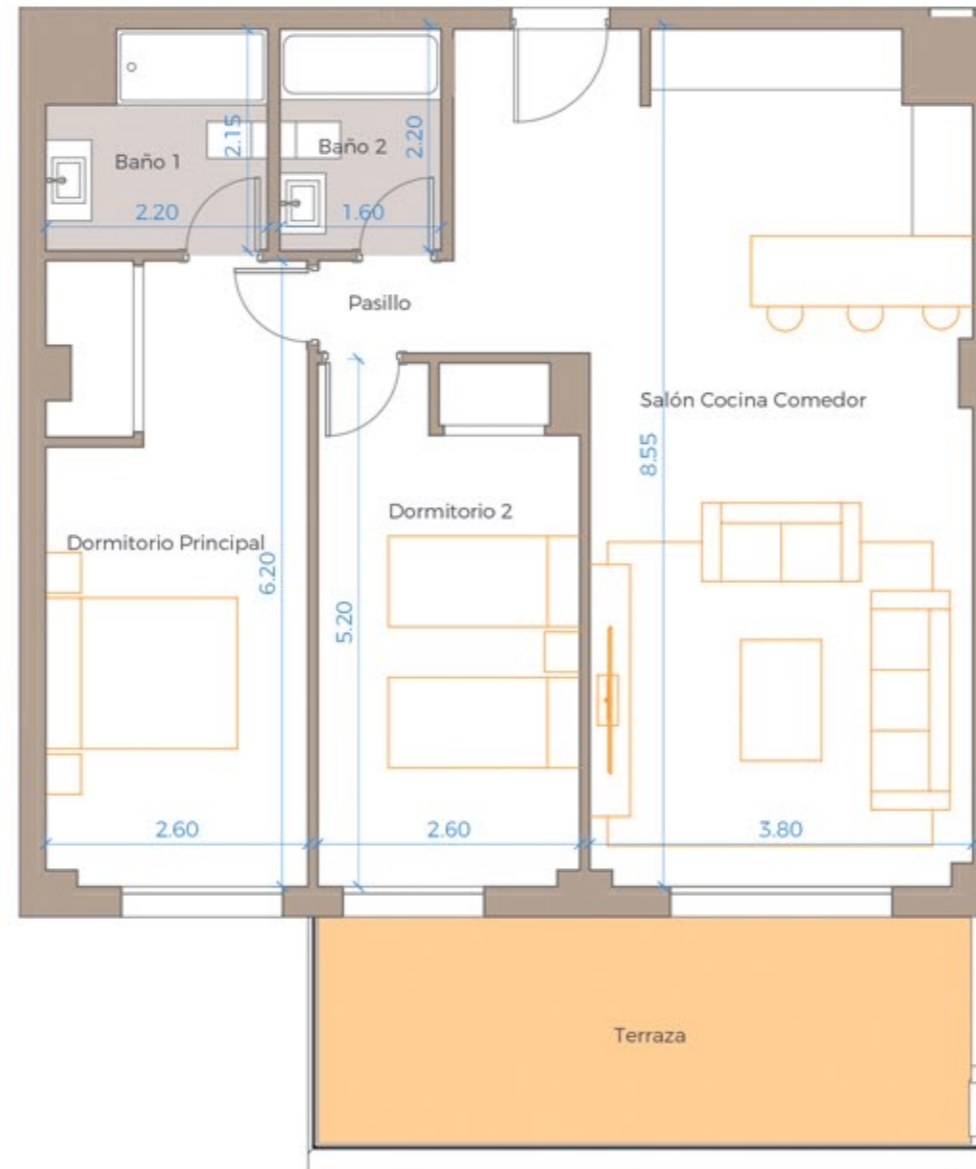 2.15
Baño 1
Baño 2
2.20
2.20
1.60
Pasillo
Salón Cocina Comedor
8.55
Dormitorio 2
Dormitorio Principal
6.20
5.20
2.60
2.60
3.80
Terraza